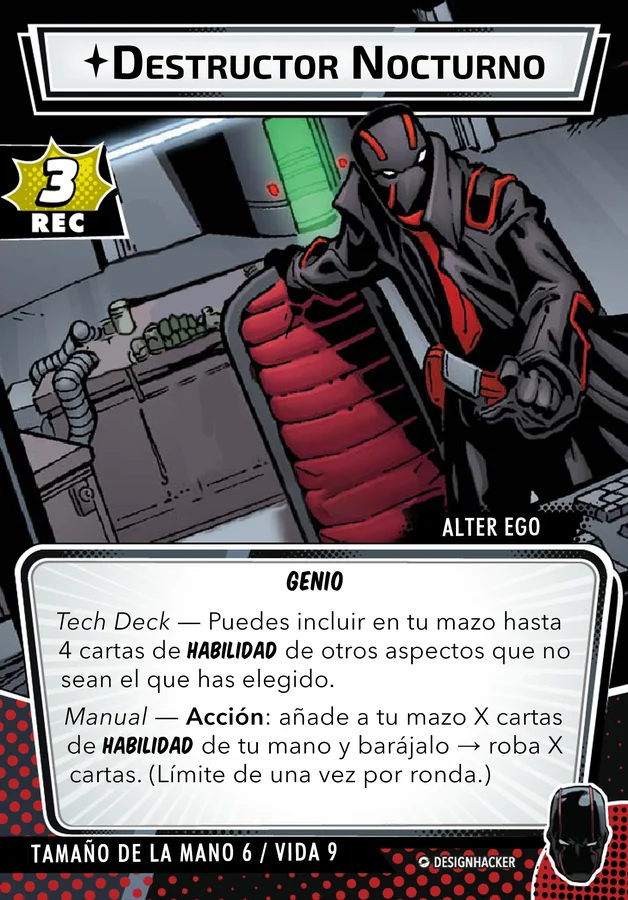 DESTRUCTOR NOCTURNO
3
REC
ALTER EGO
GENIO
Tech Deck — Puedes incluir en tu mazo hasta
4 cartas de HABILIDAD de otros aspectos que no
sean el que has elegido.
Manual — Acción: añade a tu mazo X cartas
de HABILIDAD de tu mano y barájalo → roba X
cartas. (Límite de una vez por ronda.)
TAMAÑO DE LA MANO 6 / VIDA 9
DESIGNHACKER